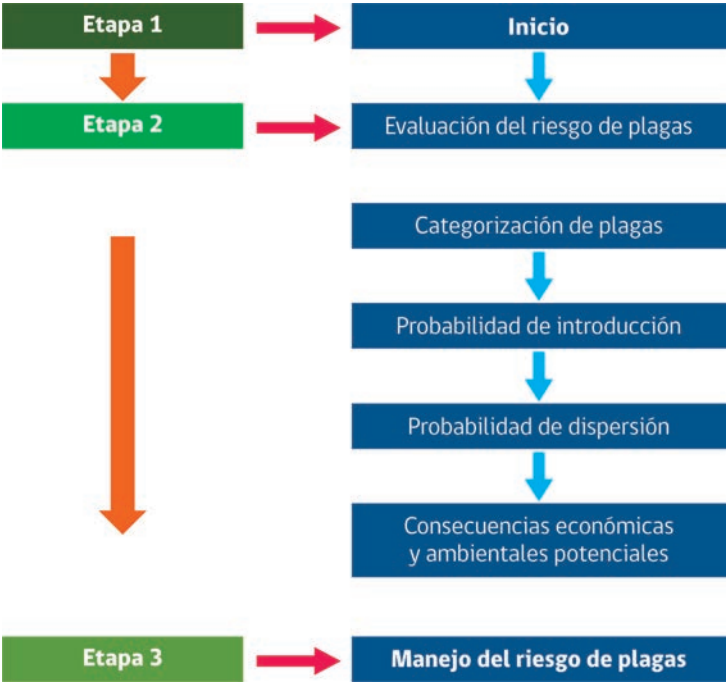 Etapa 1
Inicio
Etapa 2
Evaluación del riesgo de plagas
Categorización de plagas
Probabilidad de introducción
Probabilidad de dispersión
Consecuencias económicas
y ambientales potenciales
Etapa 3
Manejo del riesgo de plagas